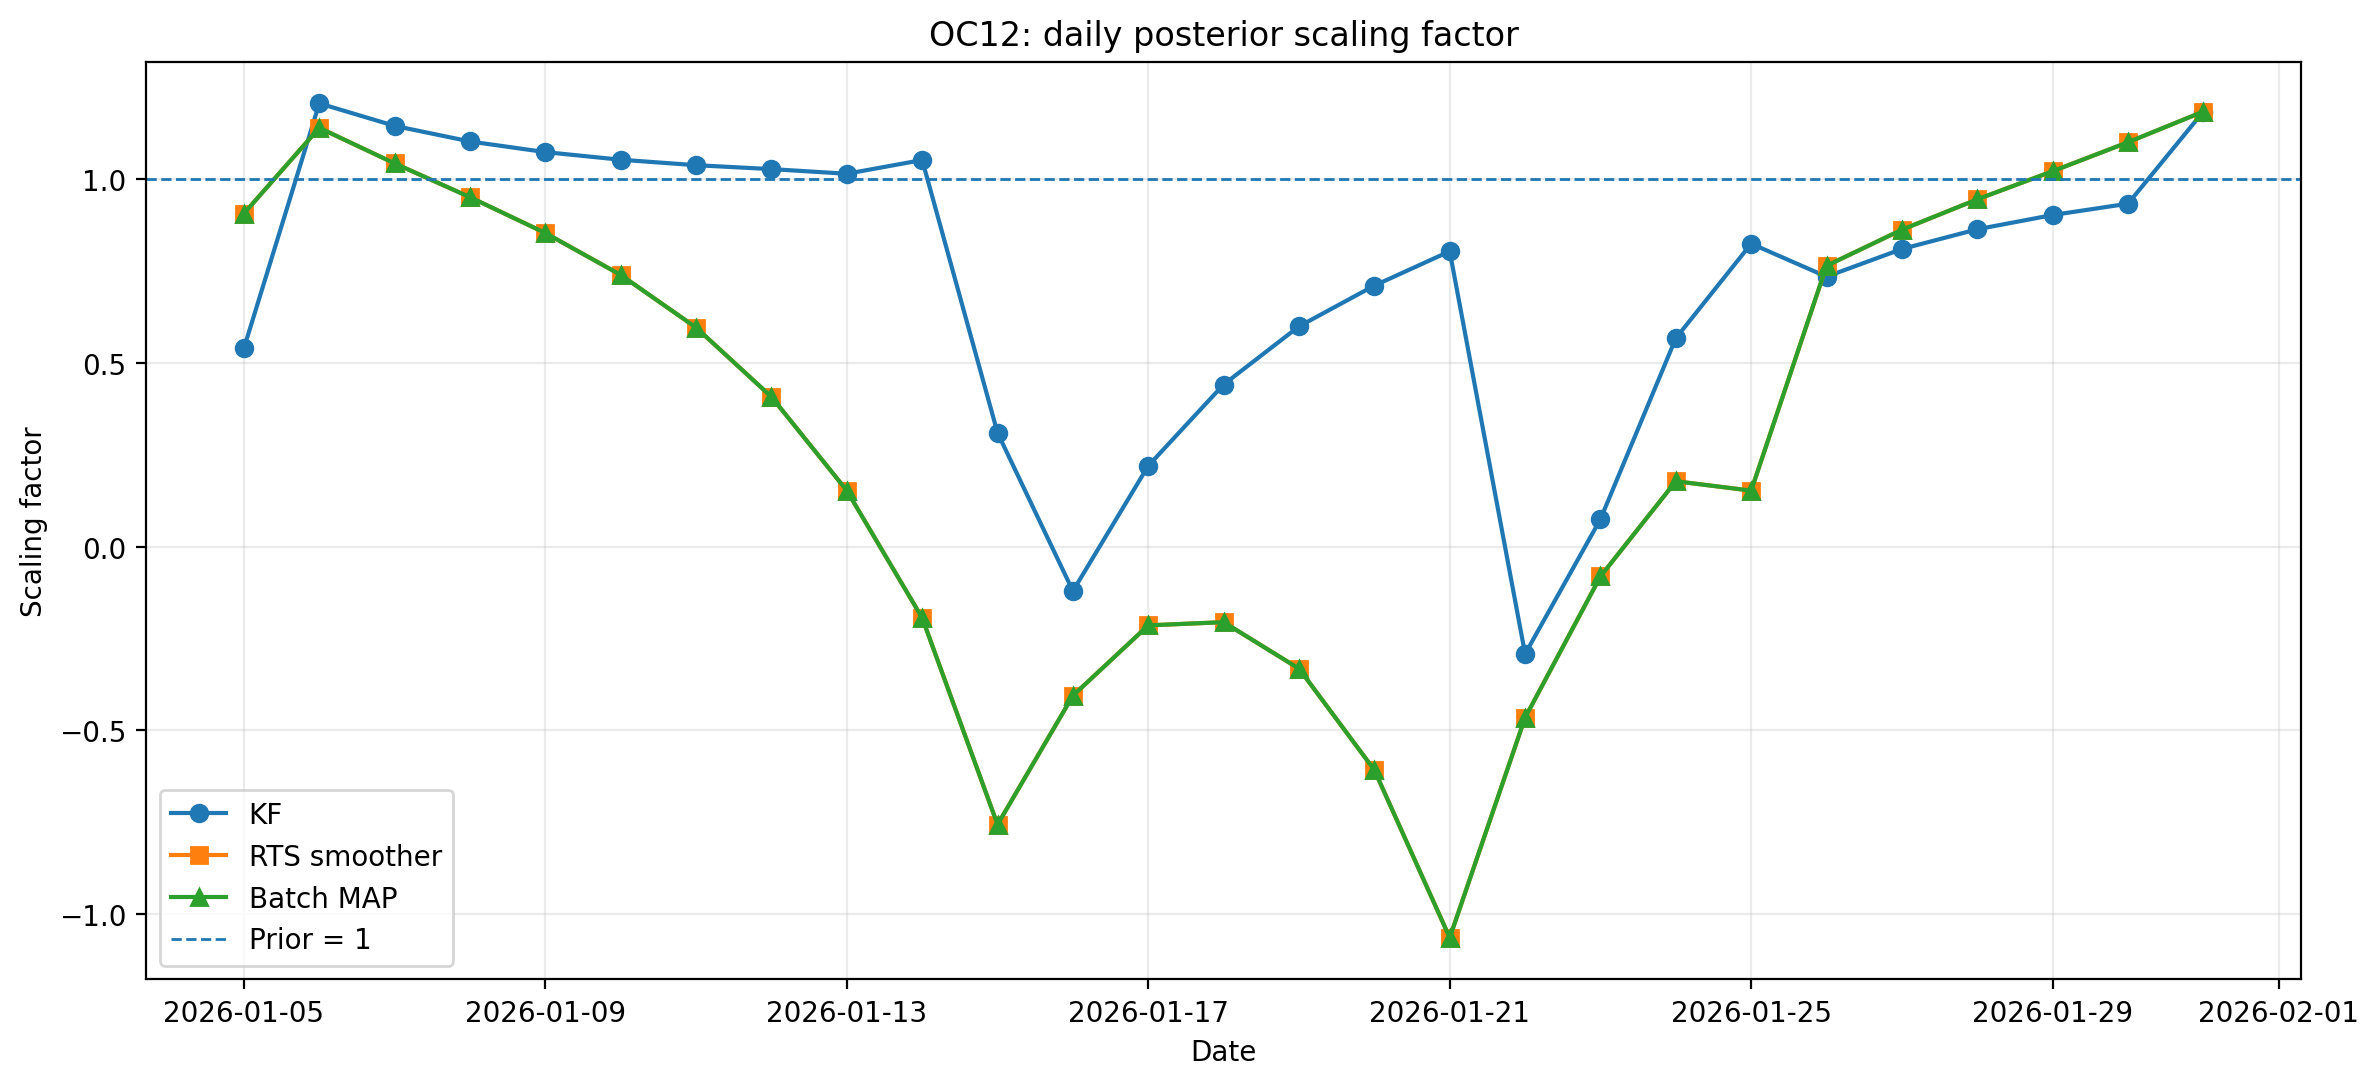 OC12: daily posterior scaling factor
1.0
0.5
0.0
−0.5
−1.0
Scaling factor
KF
RTS smoother
Batch MAP
Prior = 1
2026-01-05
2026-01-09
2026-01-13
2026-01-17
2026-01-21
2026-01-25
2026-01-29
2026-02-01
Date